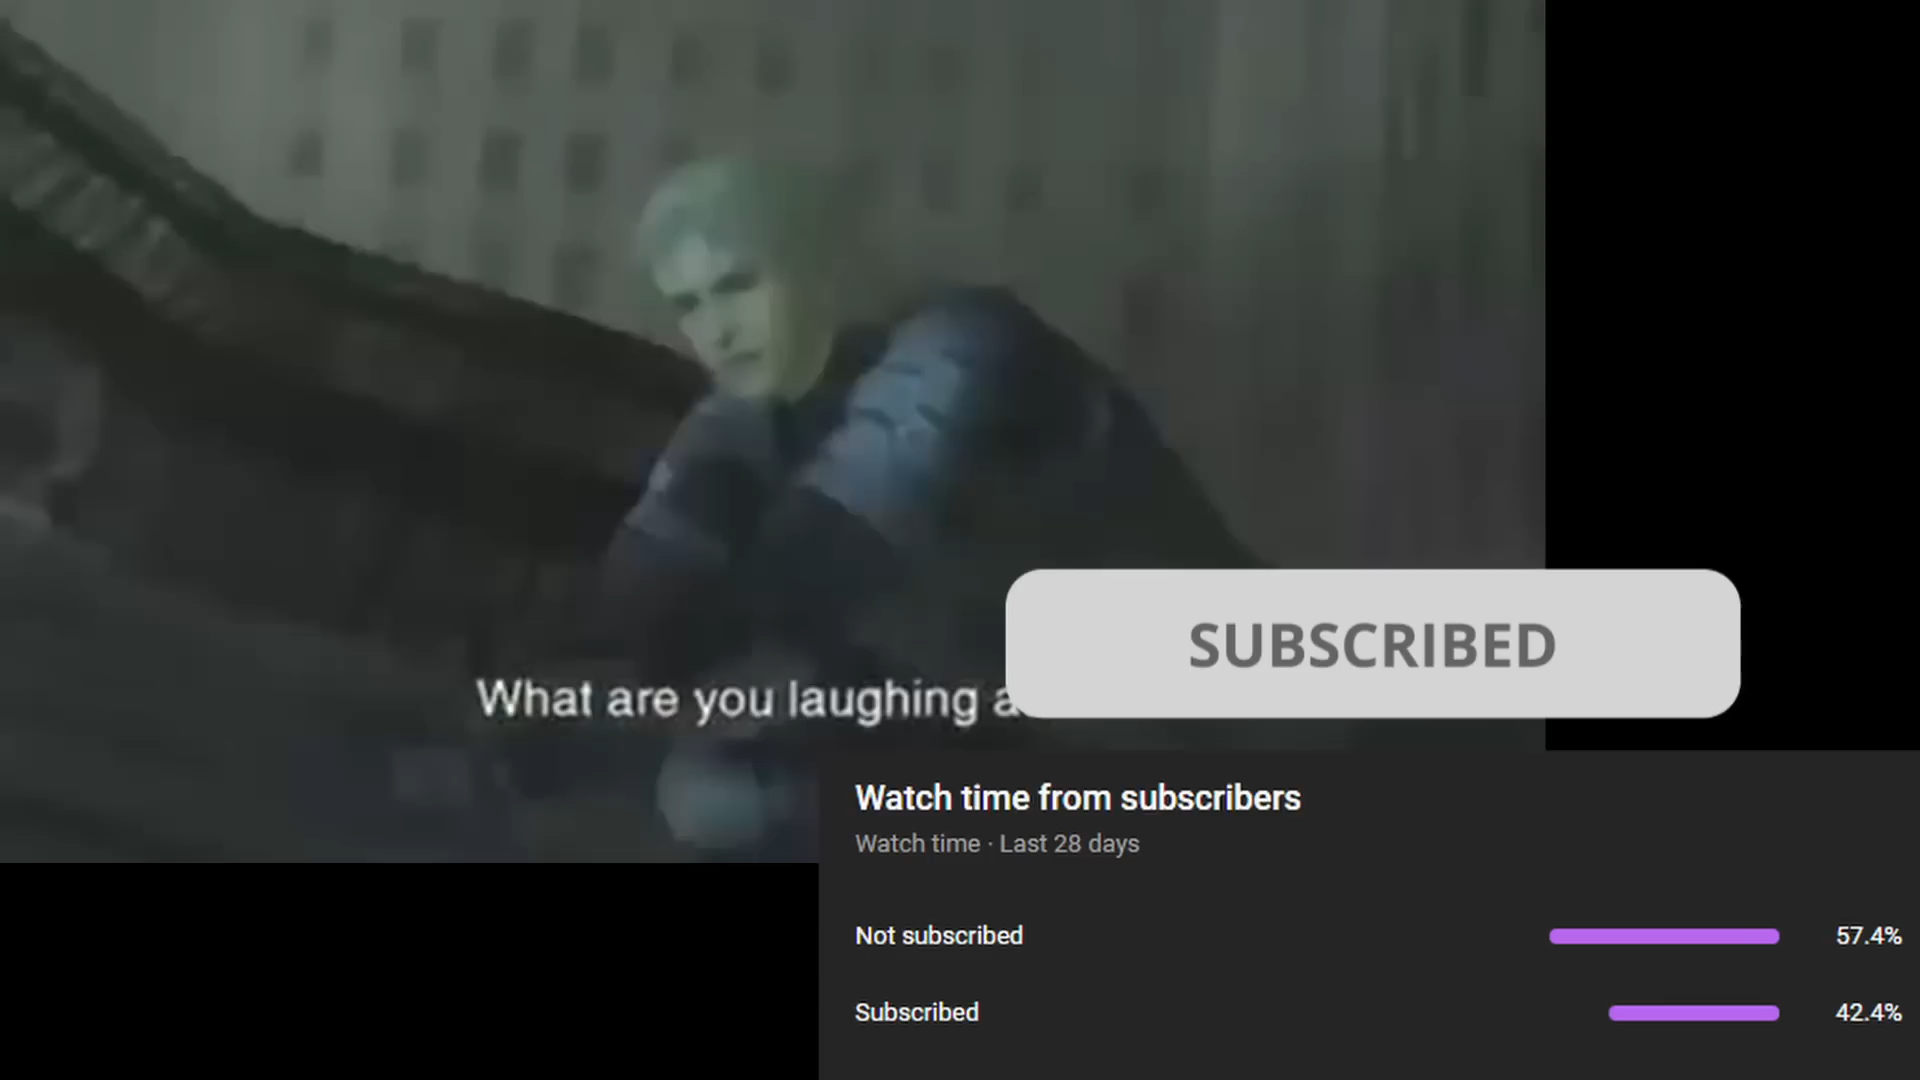 SUBSCRIBED
What are you laughing a
Watch time from subscribers
Watch time · Last 28 days
Not subscribed 57.4%
Subscribed 42.4%